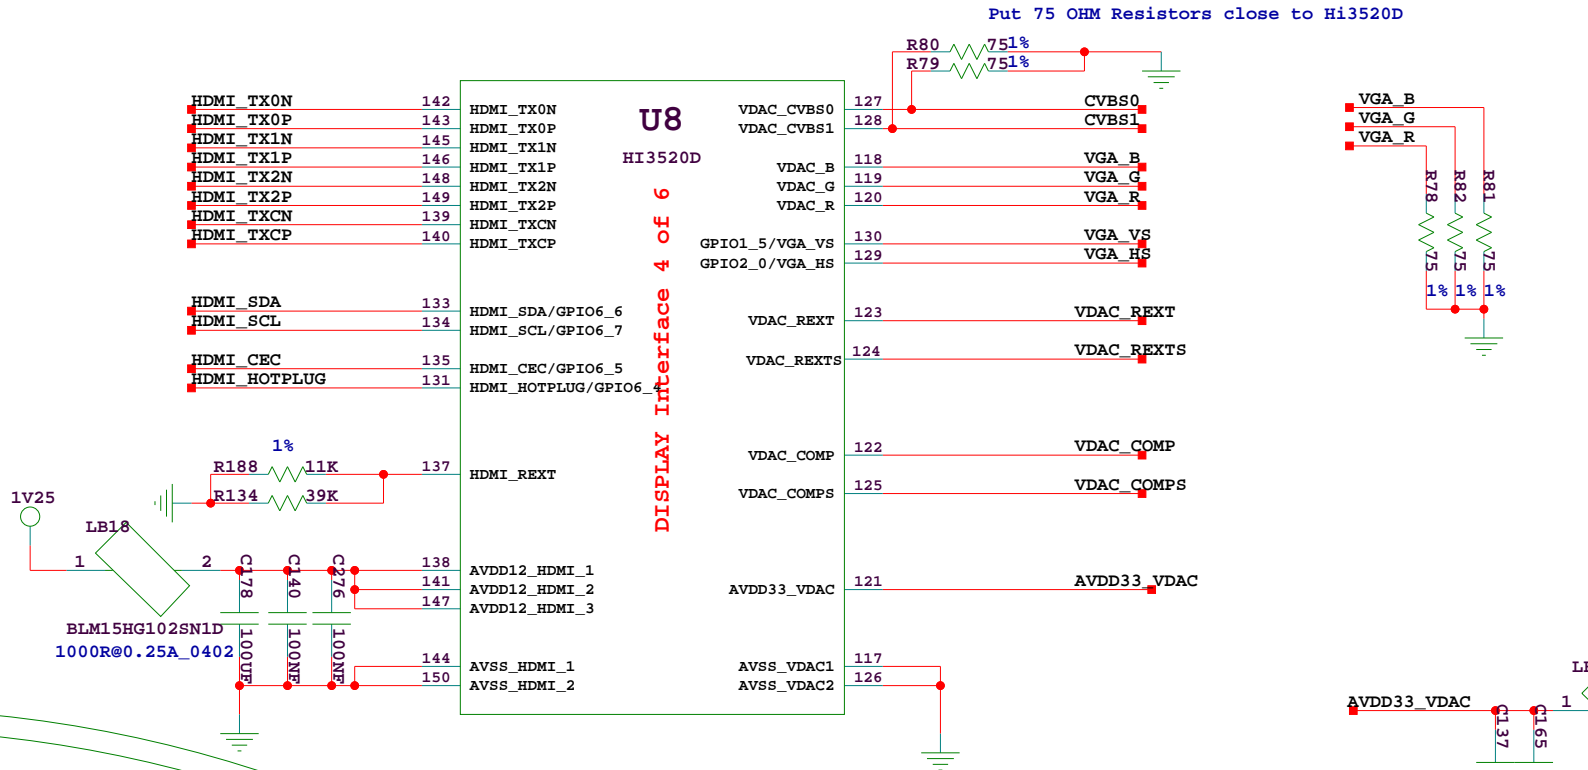 Put 75 OHM Resistors close to Hi3520D
R80 75 1%
R79 75 1%
U8
HI3520D
DISPLAY Interface 4 of 6
HDMI_TX0N 142 HDMI_TX0N
HDMI_TX0P 143 HDMI_TX0P
HDMI_TX1N 145 HDMI_TX1N
HDMI_TX1P 146 HDMI_TX1P
HDMI_TX2N 148 HDMI_TX2N
HDMI_TX2P 149 HDMI_TX2P
HDMI_TXCN 139 HDMI_TXCN
HDMI_TXCP 140 HDMI_TXCP
HDMI_SDA 133 HDMI_SDA/GPIO6_6
HDMI_SCL 134 HDMI_SCL/GPIO6_7
HDMI_CEC 135 HDMI_CEC/GPIO6_5
HDMI_HOTPLUG 131 HDMI_HOTPLUG/GPIO6_4
1%
R188 11K 137 HDMI_REXT
R134 39K
1V25
LB18
1 2
BLM15HG102SN1D
1000R@0.25A_0402
C178 100UF
C140 100NF
C276 100NF
138 AVDD12_HDMI_1
141 AVDD12_HDMI_2
147 AVDD12_HDMI_3
144 AVSS_HDMI_1
150 AVSS_HDMI_2
VDAC_CVBS0 127 CVBS0
VDAC_CVBS1 128 CVBS1
VDAC_B 118 VGA_B
VDAC_G 119 VGA_G
VDAC_R 120 VGA_R
GPIO1_5/VGA_VS 130 VGA_VS
GPIO2_0/VGA_HS 129 VGA_HS
VDAC_REXT 123 VDAC_REXT
VDAC_REXTS 124 VDAC_REXTS
VDAC_COMP 122 VDAC_COMP
VDAC_COMPS 125 VDAC_COMPS
AVDD33_VDAC 121 AVDD33_VDAC
AVSS_VDAC1 117
AVSS_VDAC2 126
VGA_B
VGA_G
VGA_R
R78 75 1%
R82 75 1%
R81 75 1%
AVDD33_VDAC
C137
C165
1